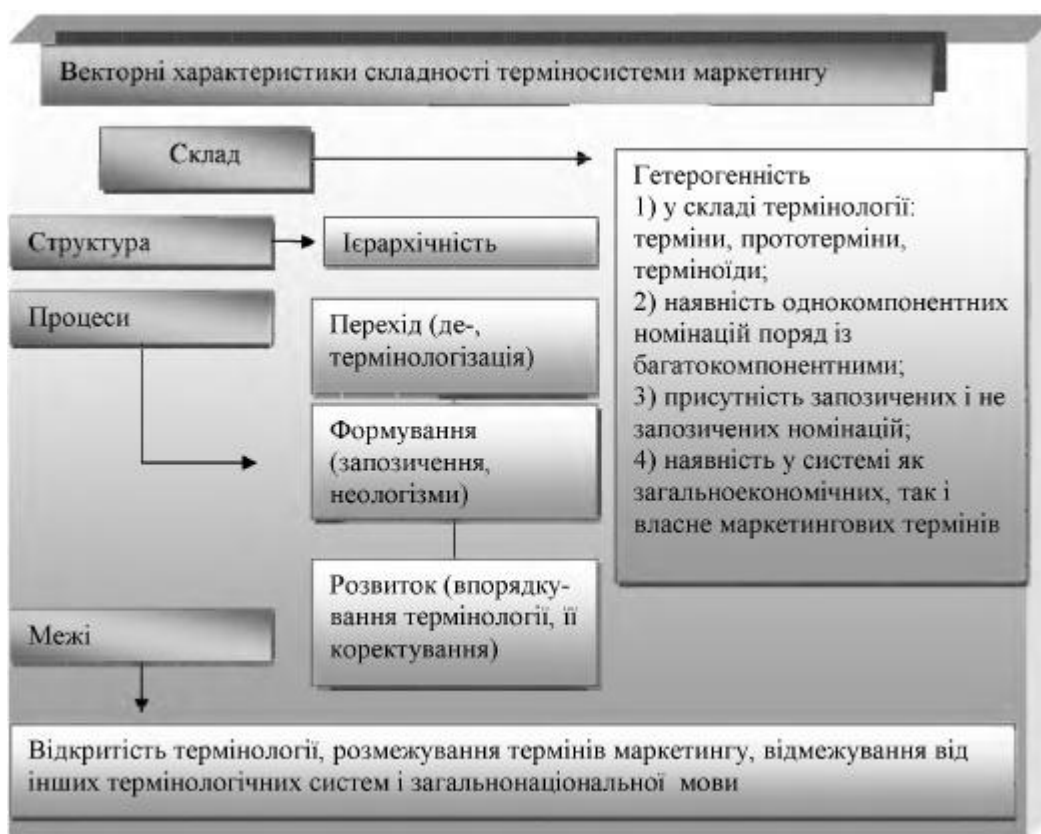 Векторні характеристики складності терміносистеми маркетингу
Склад
Гетерогенність
1) у складі термінології:
терміни, прототерміни,
терміноїди;
2) наявність однокомпонентних
номінацій поряд із
багатокомпонентними;
3) присутність запозичених і не
запозичених номінацій;
4) наявність у системі як
загальноекономічних, так і
власне маркетингових термінів
Структура
Ієрархічність
Процеси
Перехід (де-,
термінологізація)
Формування
(запозичення,
неологізми)
Розвиток (впорядку-
вання термінології, її
коректування)
Межі
Відкритість термінології, розмежування термінів маркетингу, відмежування від
інших термінологічних систем і загальнонаціональної мови